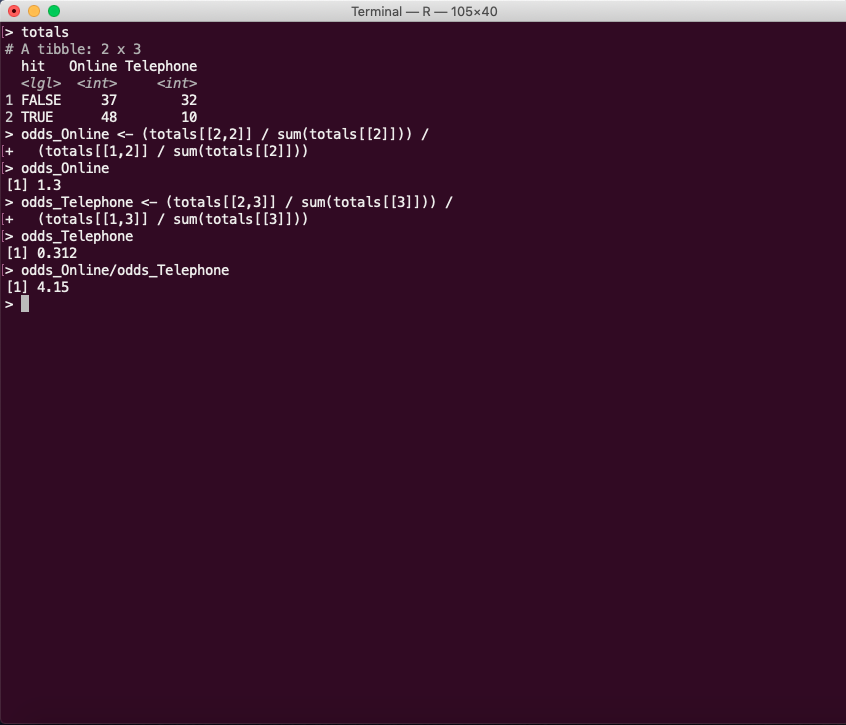 Terminal — R — 105×40
[> totals
# A tibble: 2 x 3
  hit   Online Telephone
  <lgl>  <int>     <int>
1 FALSE     37        32
2 TRUE      48        10
> odds_Online <- (totals[[2,2]] / sum(totals[[2]])) /
[+   (totals[[1,2]] / sum(totals[[2]]))
[> odds_Online
[1] 1.3
> odds_Telephone <- (totals[[2,3]] / sum(totals[[3]])) /
[+   (totals[[1,3]] / sum(totals[[3]]))
[> odds_Telephone
[1] 0.312
[> odds_Online/odds_Telephone
[1] 4.15
>